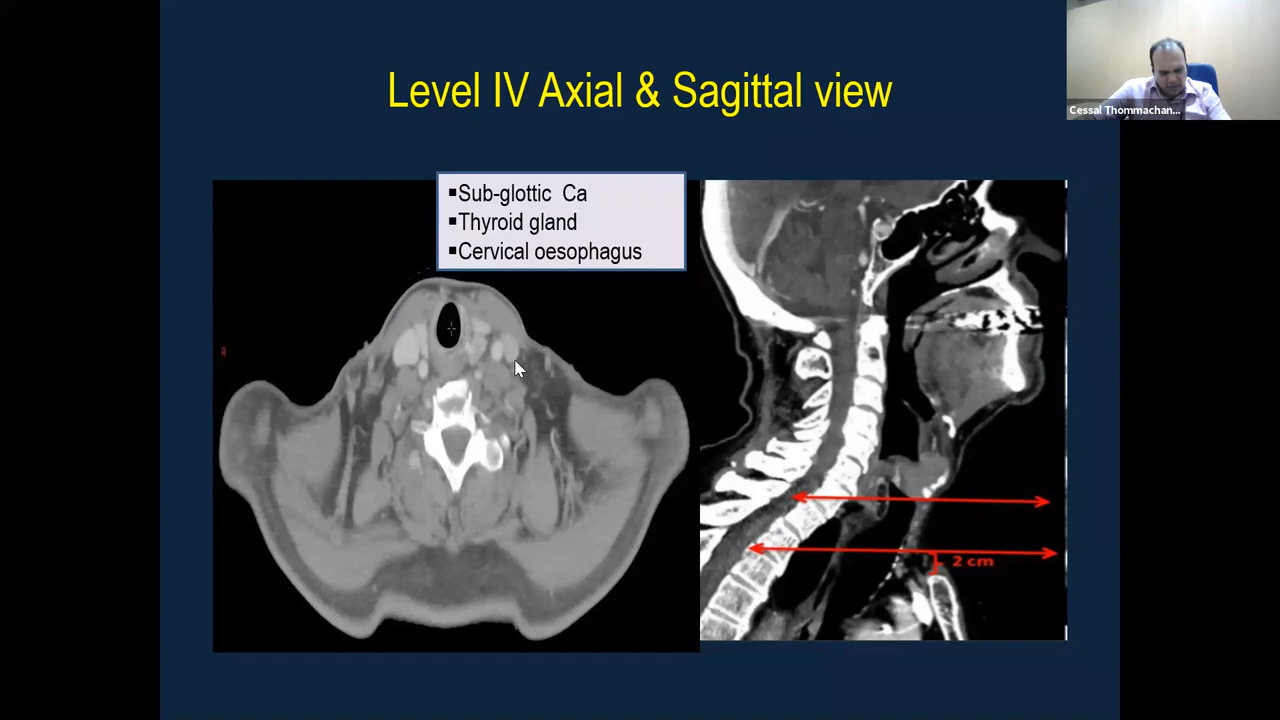 Level IV Axial & Sagittal view
Cessal Thommachan...
▪Sub-glottic Ca
▪Thyroid gland
▪Cervical oesophagus
R
2 cm